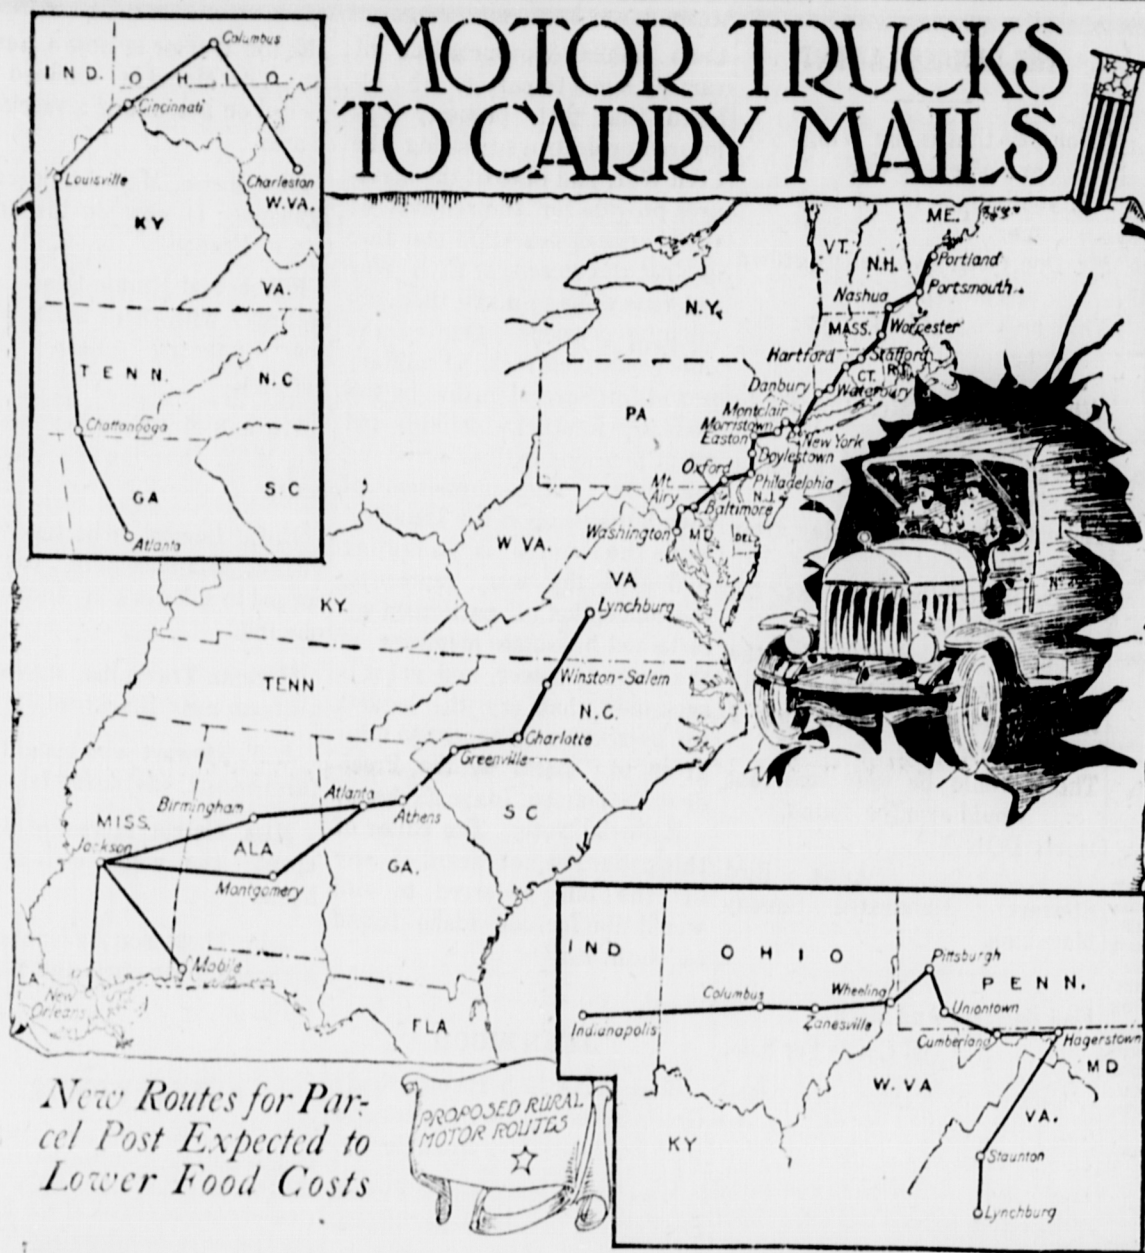 MOTOR TRUCKS
TO CARRY MAILS
Columbus
IND. OHIO
Cincinnati
Louisville
Charleston
W.VA.
KY
VA.
TENN.
N.C
Chattanooga
GA
S.C
Atlanta
ME.
VT.
N.H.
Portland
Portsmouth
N.Y.
Nashua
MASS.
Worcester
Hartford
Stafford
CT.
R.I.
Danbury
Waterbury
PA
Montclair
Morristown
New York
Easton
Doylestown
Oxford
Philadelphia
Mt.
Airy
N.J.
Baltimore
Washington
MD.
DEL.
W VA.
VA
KY.
Lynchburg
TENN
Winston-Salem
N.C.
Charlotte
Greenville
Birmingham
Atlanta
Athens
S C
MISS.
Jackson
ALA
GA.
Montgomery
Mobile
LA.
New
Orleans
FLA
IND
OHIO
Pittsburgh
PENN.
Columbus
Wheeling
Indianapolis
Zanesville
Uniontown
Cumberland
Hagerstown
MD
W. VA
VA.
KY
Staunton
Lynchburg
New Routes for Par-
cel Post Expected to
Lower Food Costs
PROPOSED RURAL
MOTOR ROUTES